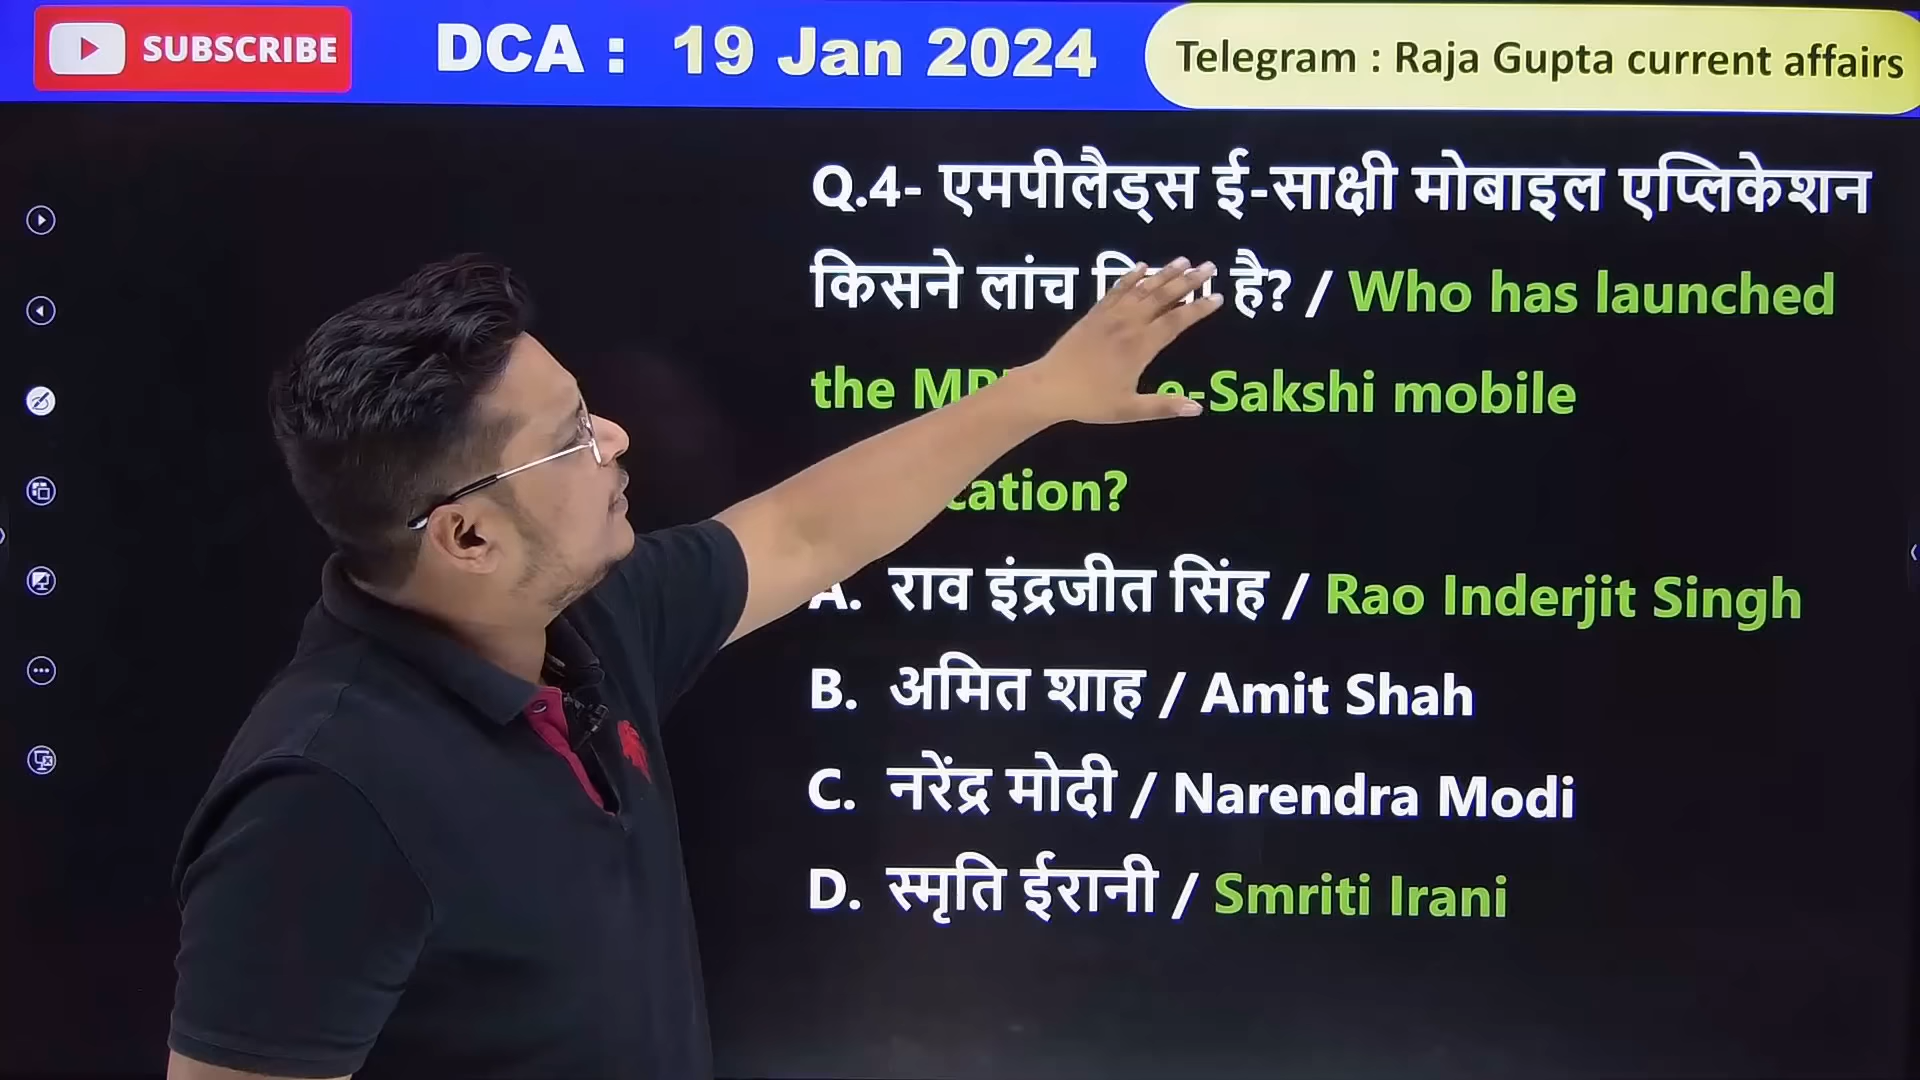 SUBSCRIBE
DCA : 19 Jan 2024
Telegram : Raja Gupta current affairs
Q.4- एमपीलैड्स ई-साक्षी मोबाइल एप्लिकेशन
किसने लांच है? / Who has launched
the e-Sakshi mobile
A. राव इंद्रजीत सिंह / Rao Inderjit Singh
B. अमित शाह / Amit Shah
C. नरेंद्र मोदी / Narendra Modi
D. स्मृति ईरानी / Smriti Irani